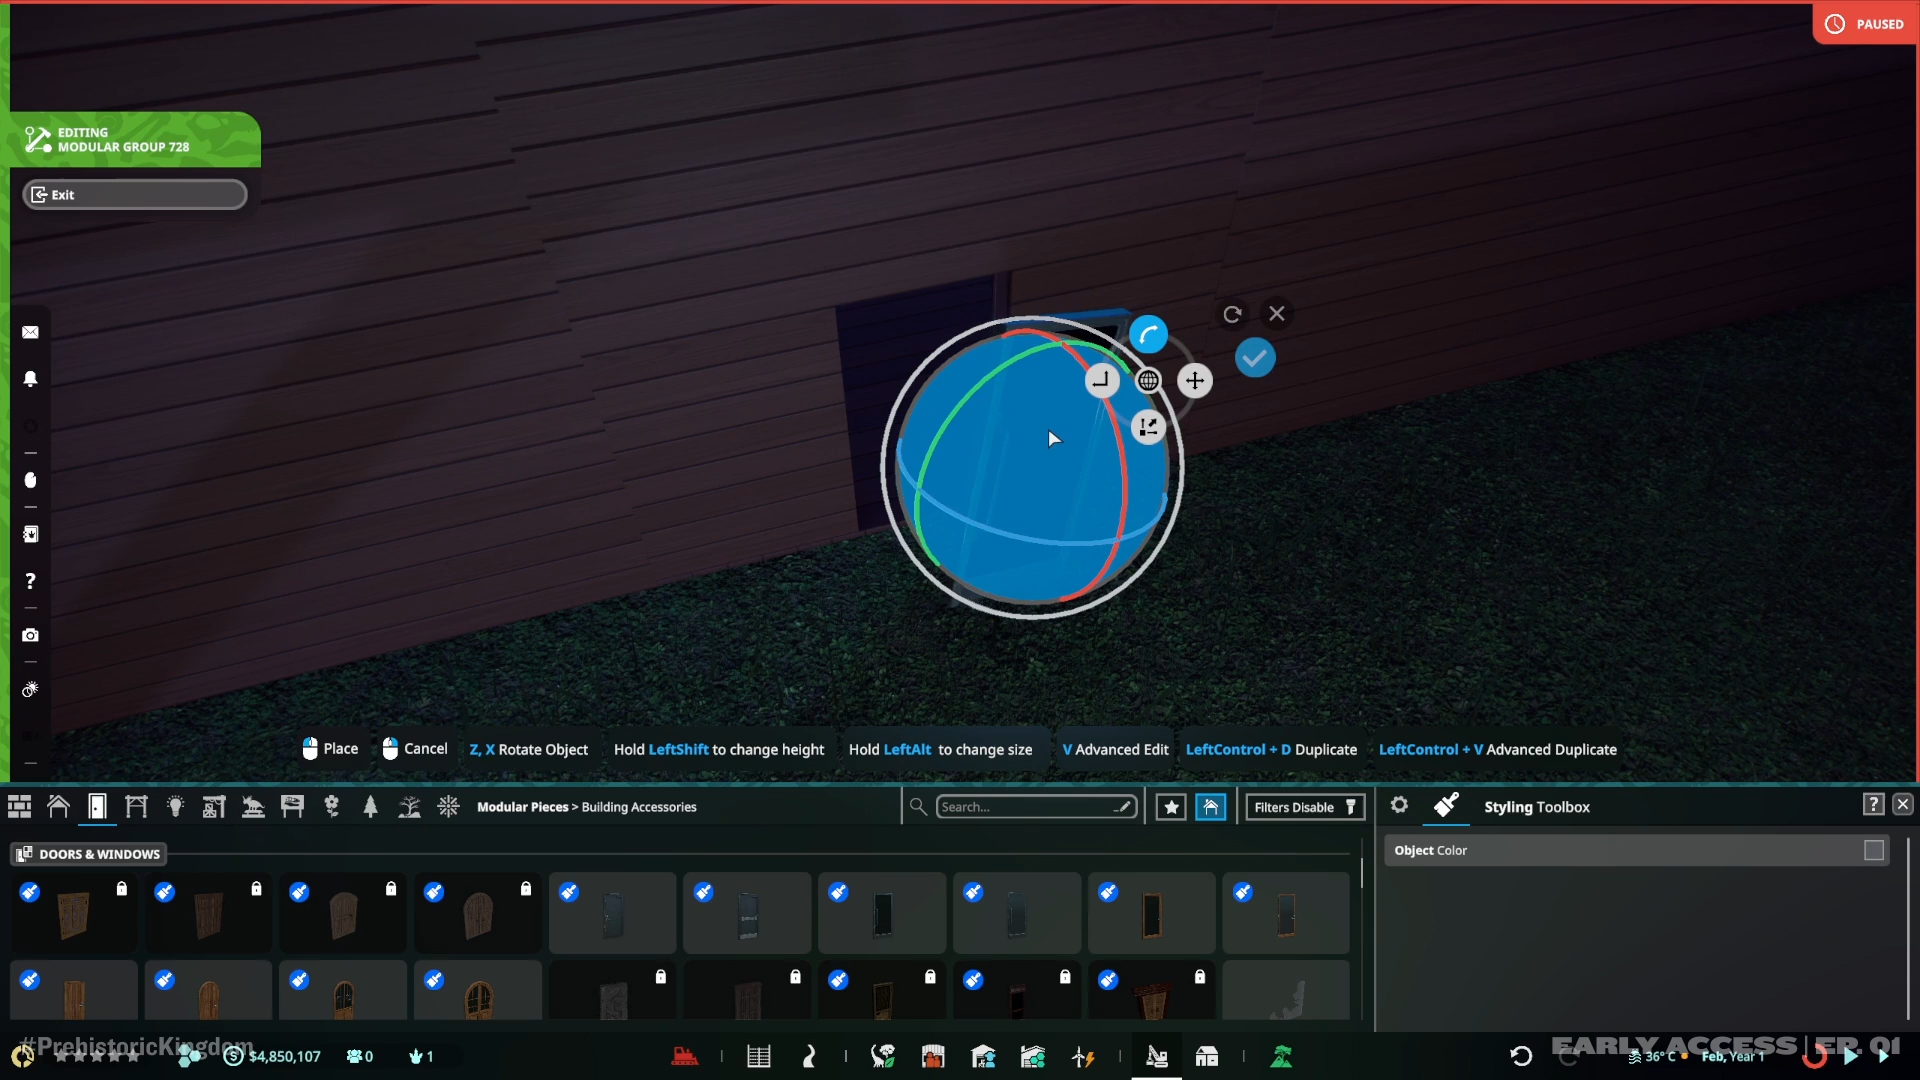 PAUSED
EDITING
MODULAR GROUP 728
Exit
?
Place
Cancel
Z, X Rotate Object
Hold LeftShift to change height
Hold LeftAlt to change size
V Advanced Edit
LeftControl + D Duplicate
LeftControl + V Advanced Duplicate
Modular Pieces > Building Accessories
Search...
Filters Disable
Styling Toolbox
?
DOORS & WINDOWS
Object Color
#PrehistoricKingdom
$4,850,107
0
1
EARLY ACCESS | EP. 01
36° C
Feb, Year 1